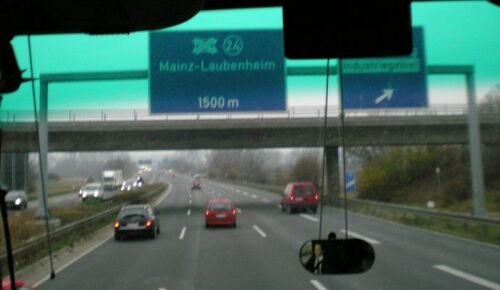 24
Mainz-Laubenheim
1500 m
Industriegebiet